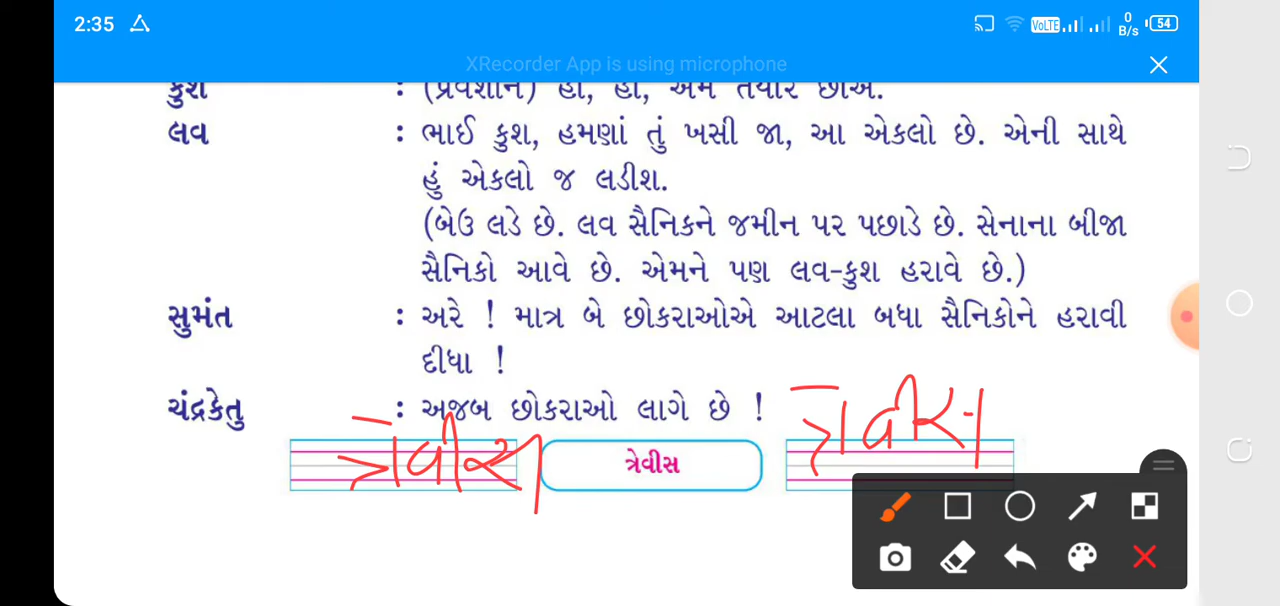 2:35
VoLTE
0
B/s
54
XRecorder App is using microphone
કુશ : (પ્રવેશીને) હા, હા, અમે તૈયાર છીએ.
લવ : ભાઈ કુશ, હમણાં તું ખસી જા, આ એકલો છે. એની સાથે
હું એકલો જ લડીશ.
(બેઉ લડે છે. લવ સૈનિકને જમીન પર પછાડે છે. સેનાના બીજા
સૈનિકો આવે છે. એમને પણ લવ-કુશ હરાવે છે.)
સુમંત : અરે ! માત્ર બે છોકરાઓએ આટલા બધા સૈનિકોને હરાવી
દીધા !
ચંદ્રકેતુ : અજબ છોકરાઓ લાગે છે !
ત્રેવીસ ત્રેવીસ ત્રેવીસ